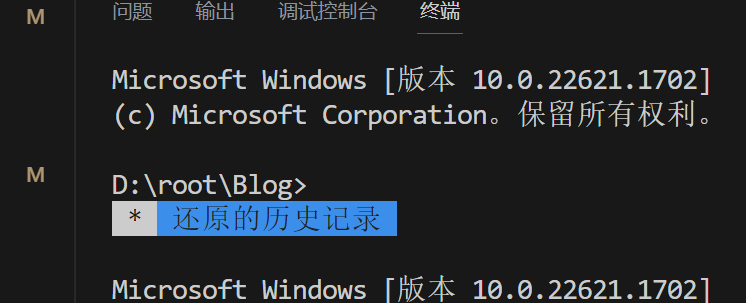 问题 输出 调试控制台 终端
M
Microsoft Windows [版本 10.0.22621.1702]
(c) Microsoft Corporation。保留所有权利。
M
D:\root\Blog>
* 还原的历史记录
Microsoft Windows [版本 10.0.22621.1702]